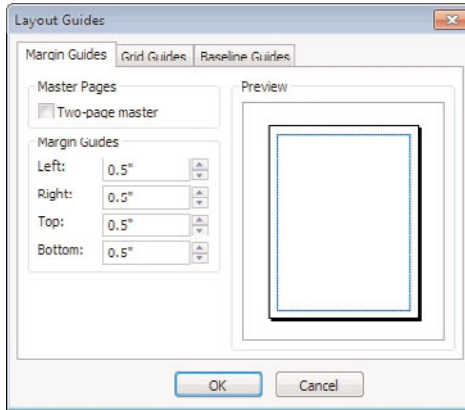 Layout Guides
Margin Guides Grid Guides Baseline Guides
Master Pages
Two-page master
Margin Guides
Left: 0.5"
Right: 0.5"
Top: 0.5"
Bottom: 0.5"
Preview
OK Cancel